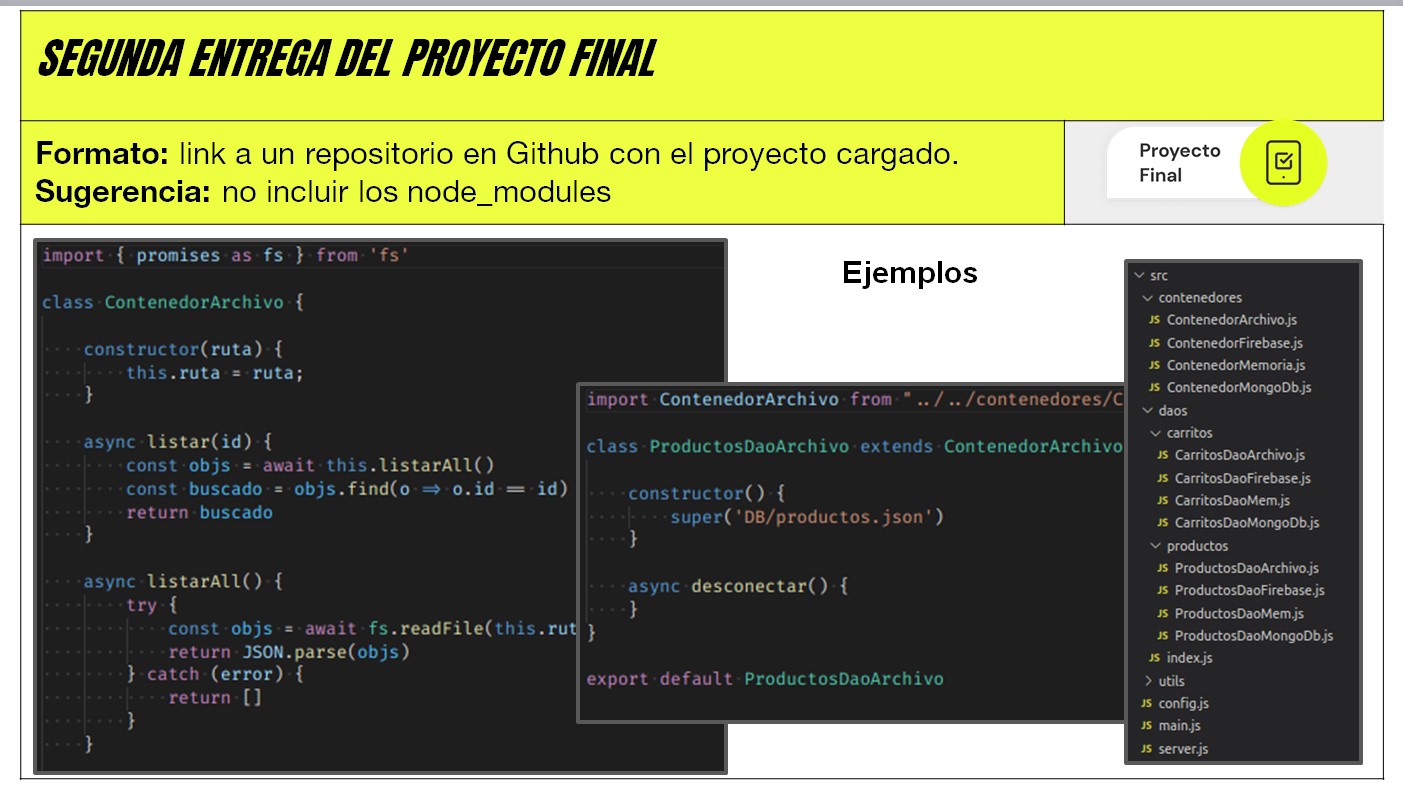 SEGUNDA ENTREGA DEL PROYECTO FINAL
Formato: link a un repositorio en Github con el proyecto cargado.
Sugerencia: no incluir los node_modules
Proyecto
Final
import { promises as fs } from 'fs'
class ContenedorArchivo {
constructor(ruta) {
this.ruta = ruta;
}
async listar(id) {
const objs = await this.listarAll()
const buscado = objs.find(o => o.id == id)
return buscado
}
async listarAll() {
try {
const objs = await fs.readFile(this.rut
return JSON.parse(objs)
} catch (error) {
return []
}
}
Ejemplos
import ContenedorArchivo from "../../contenedores/C
class ProductosDaoArchivo extends ContenedorArchivo
constructor() {
super('DB/productos.json')
}
async desconectar() {
}
}
export default ProductosDaoArchivo
src
contenedores
JS ContenedorArchivo.js
JS ContenedorFirebase.js
JS ContenedorMemoria.js
JS ContenedorMongoDb.js
daos
carritos
JS CarritosDaoArchivo.js
JS CarritosDaoFirebase.js
JS CarritosDaoMem.js
JS CarritosDaoMongoDb.js
productos
JS ProductosDaoArchivo.js
JS ProductosDaoFirebase.js
JS ProductosDaoMem.js
JS ProductosDaoMongoDb.js
JS index.js
utils
JS config.js
JS main.js
JS server.js